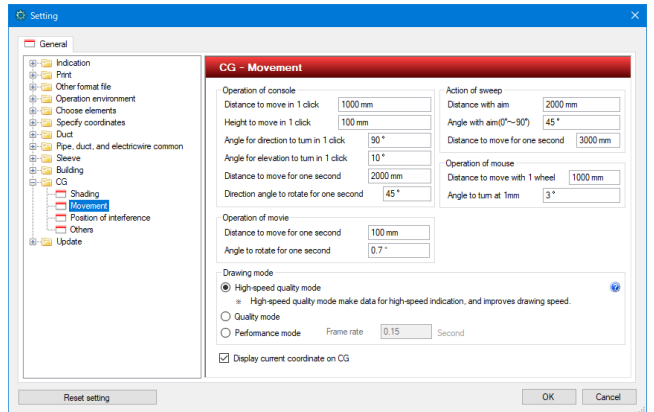 Setting
General
Indication
Print
Other format file
Operation environment
Choose elements
Specify coordinates
Duct
Pipe, duct, and electricwire common
Sleeve
Building
CG
Shading
Movement
Position of interference
Others
Update
CG - Movement
Operation of console
Distance to move in 1 click 1000 mm
Height to move in 1 click 100 mm
Angle for direction to turn in 1 click 90 °
Angle for elevation to turn in 1 click 10 °
Distance to move for one second 2000 mm
Direction angle to rotate for one second 45 °
Action of sweep
Distance with aim 2000 mm
Angle with aim(0°～90°) 45 °
Distance to move for one second 3000 mm
Operation of mouse
Distance to move with 1 wheel 1000 mm
Angle to turn at 1mm 3 °
Operation of movie
Distance to move for one second 100 mm
Angle to rotate for one second 0.7 °
Drawing mode
High-speed quality mode
※ High-speed quality mode make data for high-speed indication, and improves drawing speed.
Quality mode
Performance mode Frame rate 0.15 Second
Display current coordinate on CG
Reset setting OK Cancel